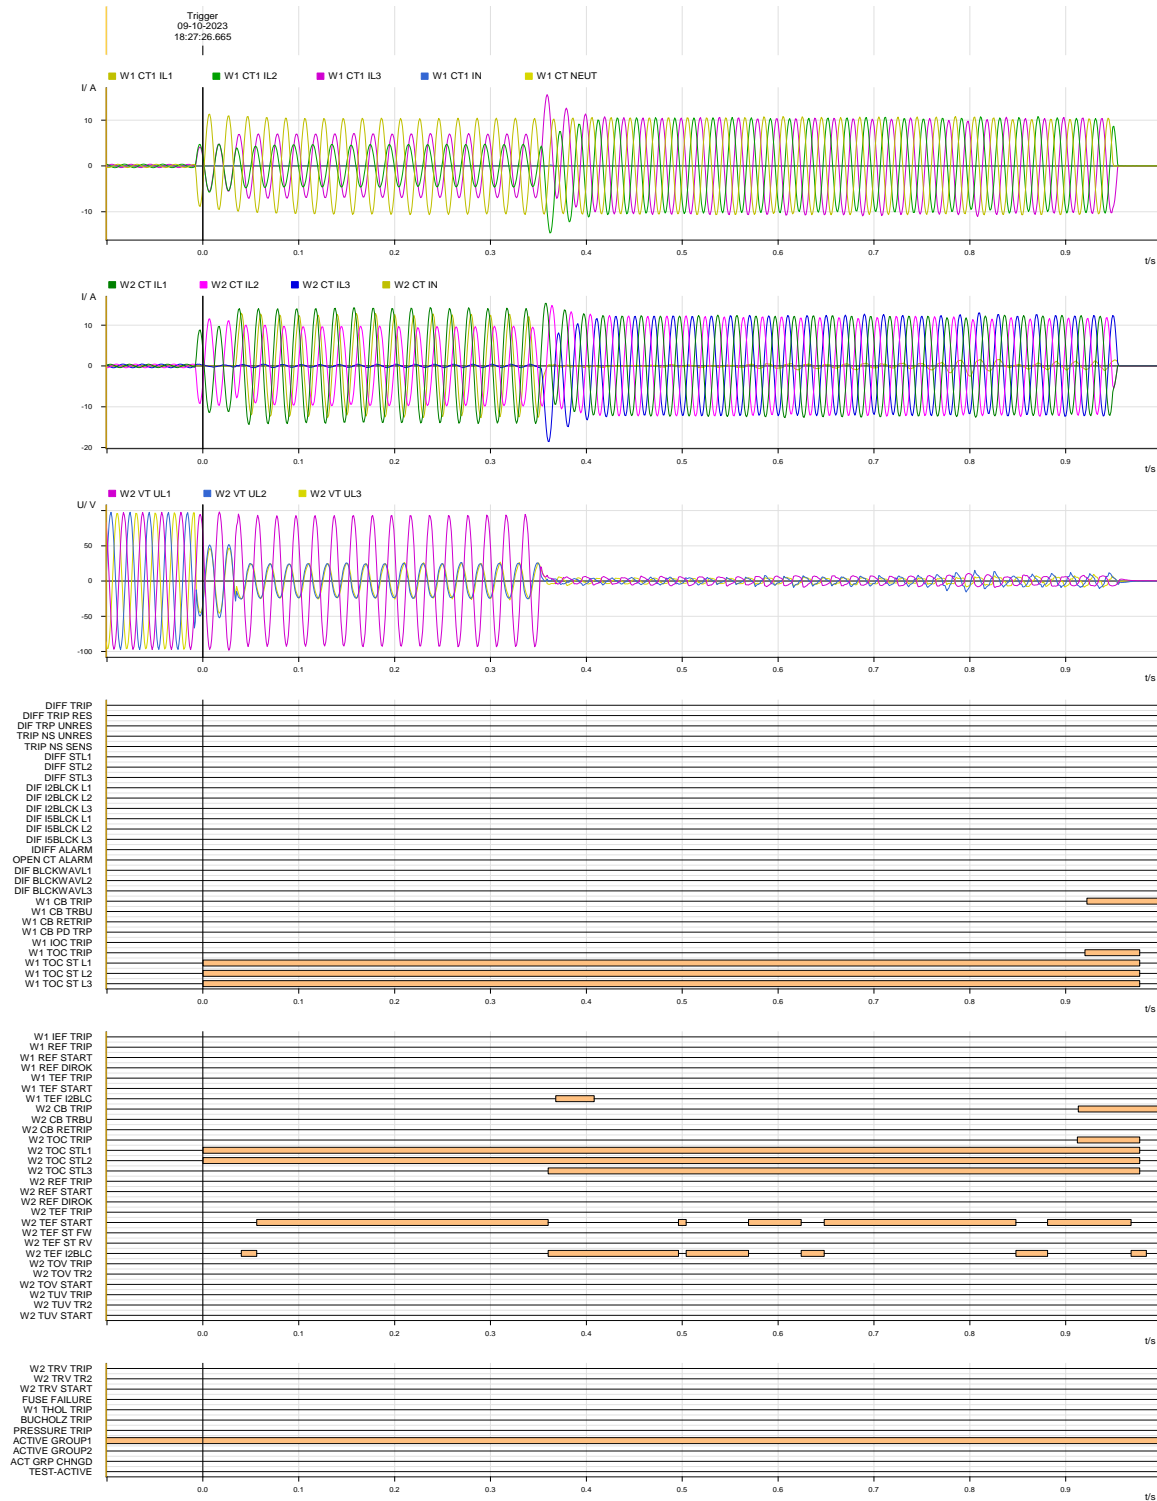 Trigger
09-10-2023
18:27:26.665
W1 CT1 IL1 W1 CT1 IL2 W1 CT1 IL3 W1 CT1 IN W1 CT NEUT
I/ A
10
0
-10
0.0 0.1 0.2 0.3 0.4 0.5 0.6 0.7 0.8 0.9
t/s
W2 CT IL1 W2 CT IL2 W2 CT IL3 W2 CT IN
I/ A
10
0
-10
-20
0.0 0.1 0.2 0.3 0.4 0.5 0.6 0.7 0.8 0.9
t/s
W2 VT UL1 W2 VT UL2 W2 VT UL3
U/ V
50
0
-50
-100
0.0 0.1 0.2 0.3 0.4 0.5 0.6 0.7 0.8 0.9
t/s
DIFF TRIP
DIFF TRIP RES
DIF TRP UNRES
TRIP NS UNRES
TRIP NS SENS
DIFF STL1
DIFF STL2
DIFF STL3
DIF I2BLCK L1
DIF I2BLCK L2
DIF I2BLCK L3
DIF I5BLCK L1
DIF I5BLCK L2
DIF I5BLCK L3
IDIFF ALARM
OPEN CT ALARM
DIF BLCKWAVL1
DIF BLCKWAVL2
DIF BLCKWAVL3
W1 CB TRIP
W1 CB TRBU
W1 CB RETRIP
W1 CB PD TRP
W1 IOC TRIP
W1 TOC TRIP
W1 TOC ST L1
W1 TOC ST L2
W1 TOC ST L3
0.0 0.1 0.2 0.3 0.4 0.5 0.6 0.7 0.8 0.9
t/s
W1 IEF TRIP
W1 REF TRIP
W1 REF START
W1 REF DIROK
W1 TEF TRIP
W1 TEF START
W1 TEF I2BLC
W2 CB TRIP
W2 CB TRBU
W2 CB RETRIP
W2 TOC TRIP
W2 TOC STL1
W2 TOC STL2
W2 TOC STL3
W2 REF TRIP
W2 REF START
W2 REF DIROK
W2 TEF TRIP
W2 TEF START
W2 TEF ST FW
W2 TEF ST RV
W2 TEF I2BLC
W2 TOV TRIP
W2 TOV TR2
W2 TOV START
W2 TUV TRIP
W2 TUV TR2
W2 TUV START
0.0 0.1 0.2 0.3 0.4 0.5 0.6 0.7 0.8 0.9
t/s
W2 TRV TRIP
W2 TRV TR2
W2 TRV START
FUSE FAILURE
W1 THOL TRIP
BUCHOLZ TRIP
PRESSURE TRIP
ACTIVE GROUP1
ACTIVE GROUP2
ACT GRP CHNGD
TEST-ACTIVE
0.0 0.1 0.2 0.3 0.4 0.5 0.6 0.7 0.8 0.9
t/s